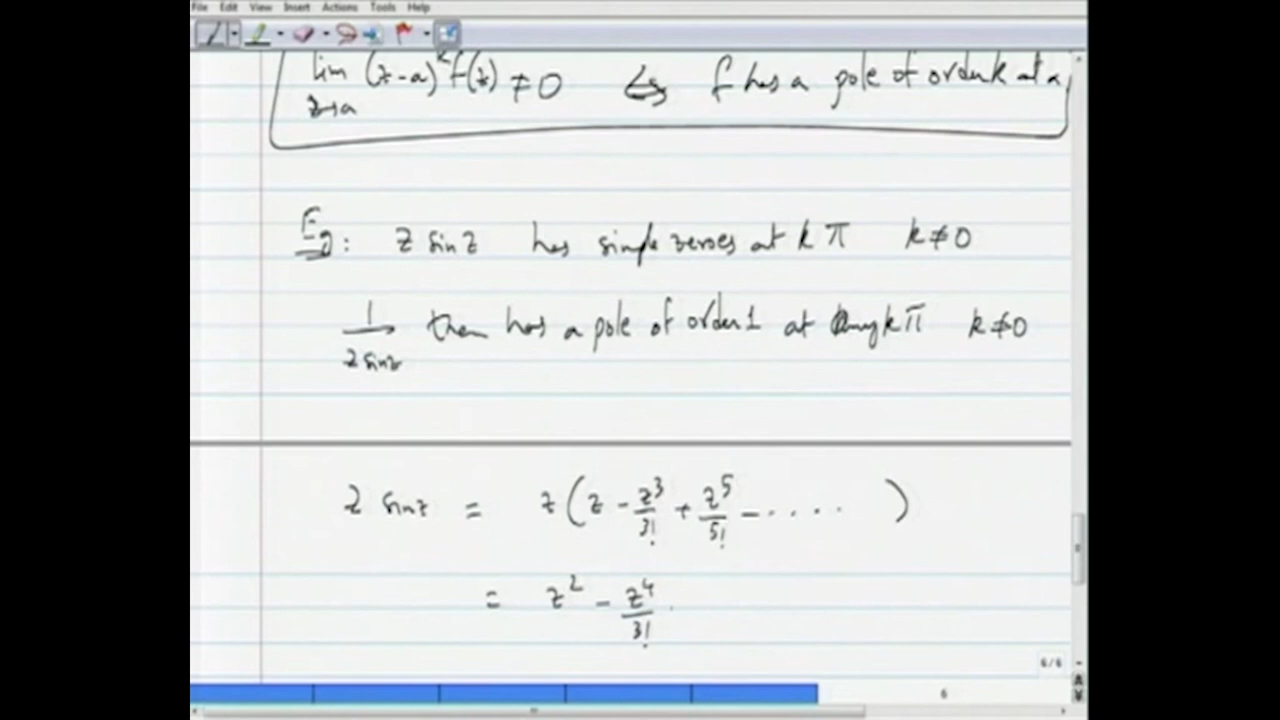 File Edit View Insert Actions Tools Help
lim (z-a)^k f(z) ≠ 0 ⇔ f has a pole of order k at a
z→a
Eg: z sin z has simple zeroes at kπ k≠0
1/(z sin z) then has a pole of order 1 at kπ k≠0
z sin z = z(z - z^3/3! + z^5/5! - ..... )
= z^2 - z^4/3!
6/6
6